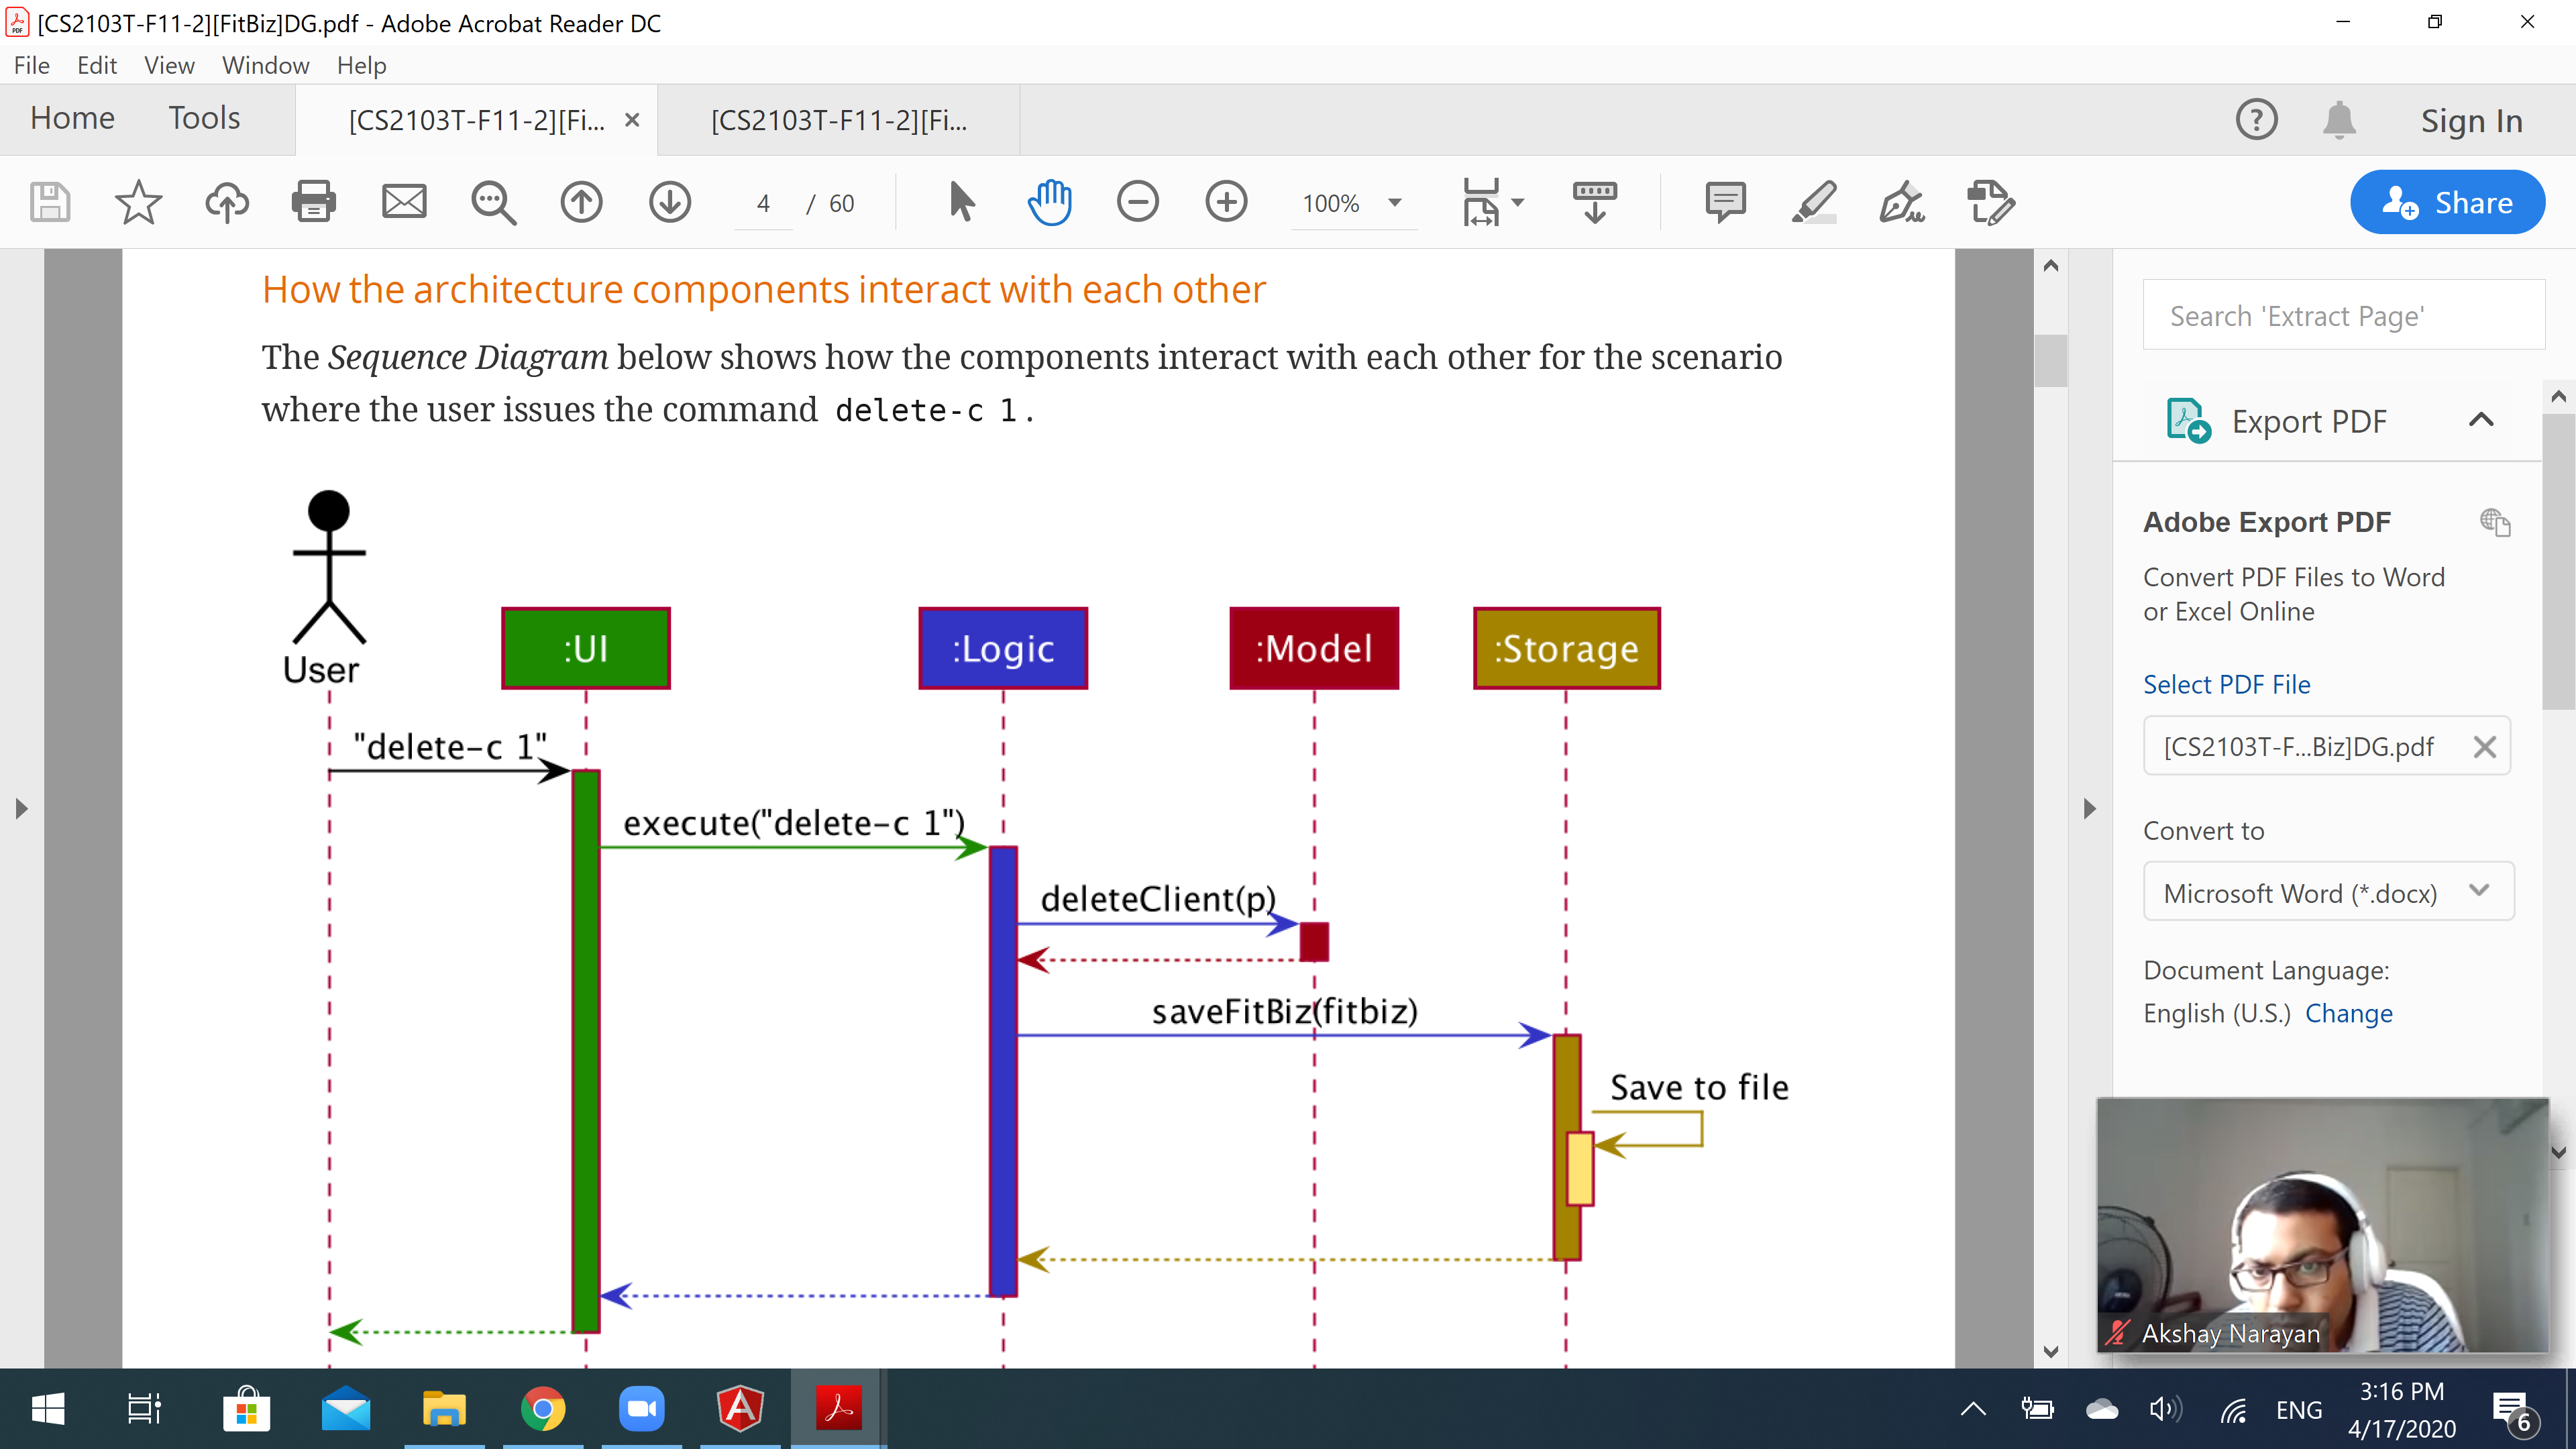 [CS2103T-F11-2][FitBiz]DG.pdf - Adobe Acrobat Reader DC
File Edit View Window Help
Home Tools [CS2103T-F11-2][Fi... [CS2103T-F11-2][Fi... Sign In
4 / 60 100% Share
How the architecture components interact with each other
The Sequence Diagram below shows how the components interact with each other for the scenario
where the user issues the command delete-c 1.
User
:UI :Logic :Model :Storage
"delete-c 1"
execute("delete-c 1")
deleteClient(p)
saveFitBiz(fitbiz)
Save to file
Search 'Extract Page'
Export PDF
Adobe Export PDF
Convert PDF Files to Word
or Excel Online
Select PDF File
[CS2103T-F...Biz]DG.pdf
Convert to
Microsoft Word (*.docx)
Document Language:
English (U.S.) Change
Akshay Narayan
ENG
3:16 PM
4/17/2020
6